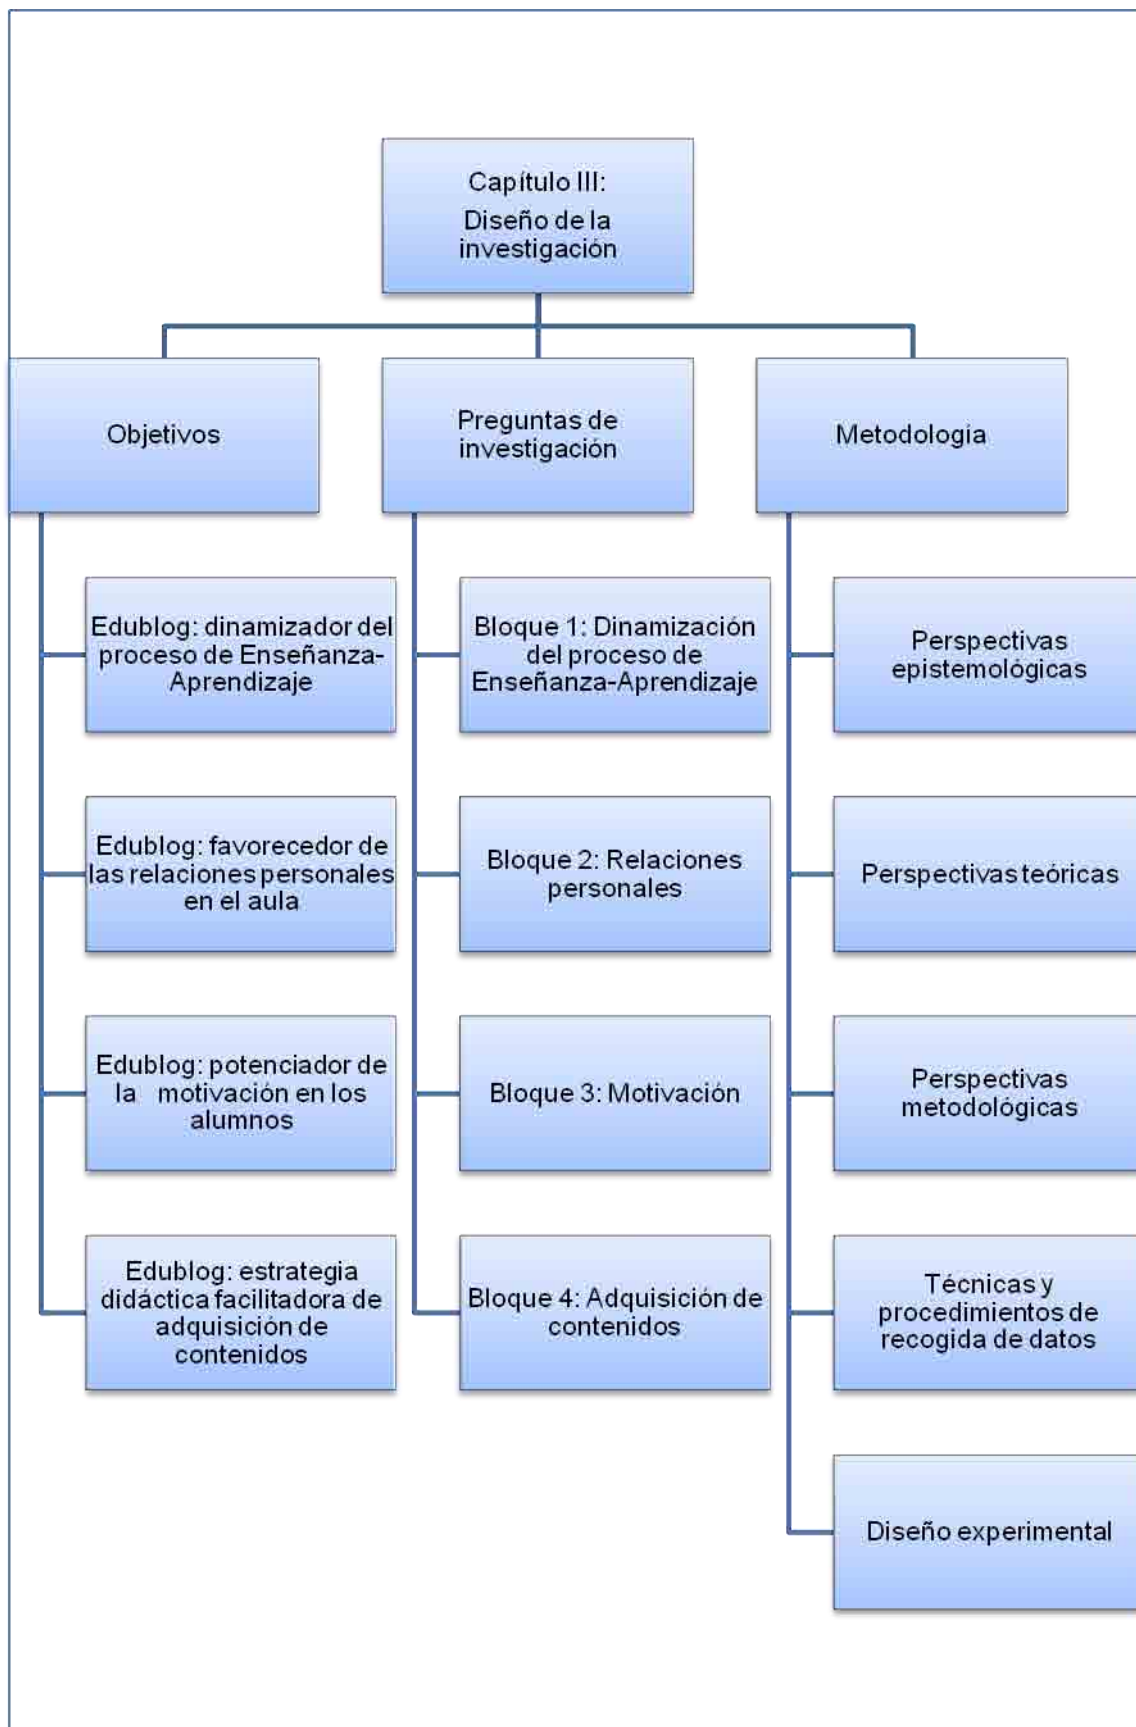 Capítulo III:
Diseño de la
investigación
Objetivos
Preguntas de
investigación
Metodología
Edublog: dinamizador del
proceso de Enseñanza-
Aprendizaje
Edublog: favorecedor de
las relaciones personales
en el aula
Edublog: potenciador de
la motivación en los
alumnos
Edublog: estrategia
didáctica facilitadora de
adquisición de
contenidos
Bloque 1: Dinamización
del proceso de
Enseñanza-Aprendizaje
Bloque 2: Relaciones
personales
Bloque 3: Motivación
Bloque 4: Adquisición de
contenidos
Perspectivas
epistemológicas
Perspectivas teóricas
Perspectivas
metodológicas
Técnicas y
procedimientos de
recogida de datos
Diseño experimental